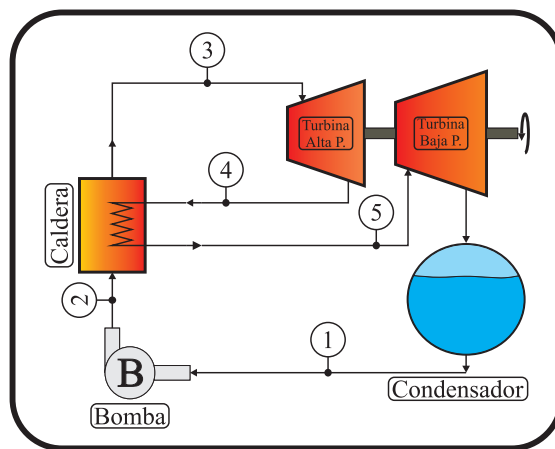 3
Turbina
Alta P.
Turbina
Baja P.
4
5
Caldera
2
1
B
Bomba
Condensador